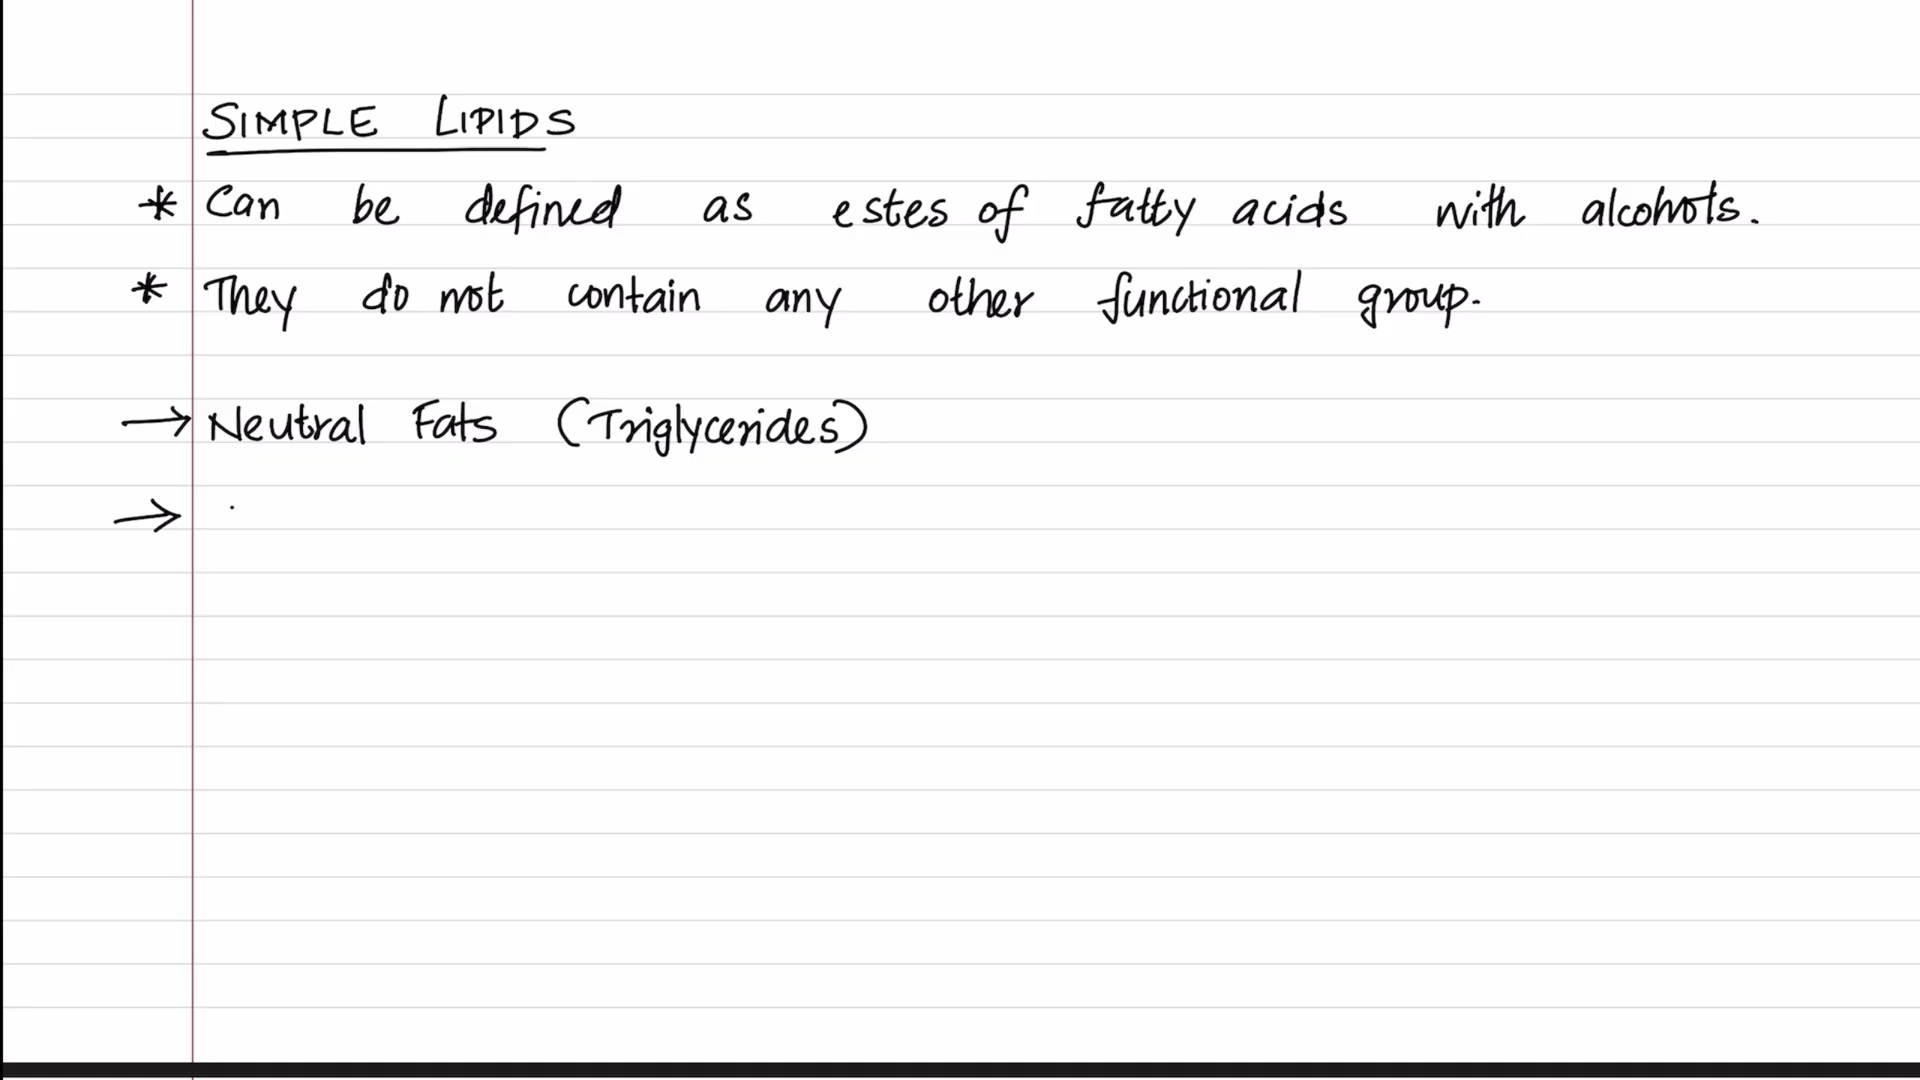 SIMPLE LIPIDS
* Can be defined as estes of fatty acids with alcohols.
* They do not contain any other functional group.
→ Neutral Fats (Triglycerides)
→